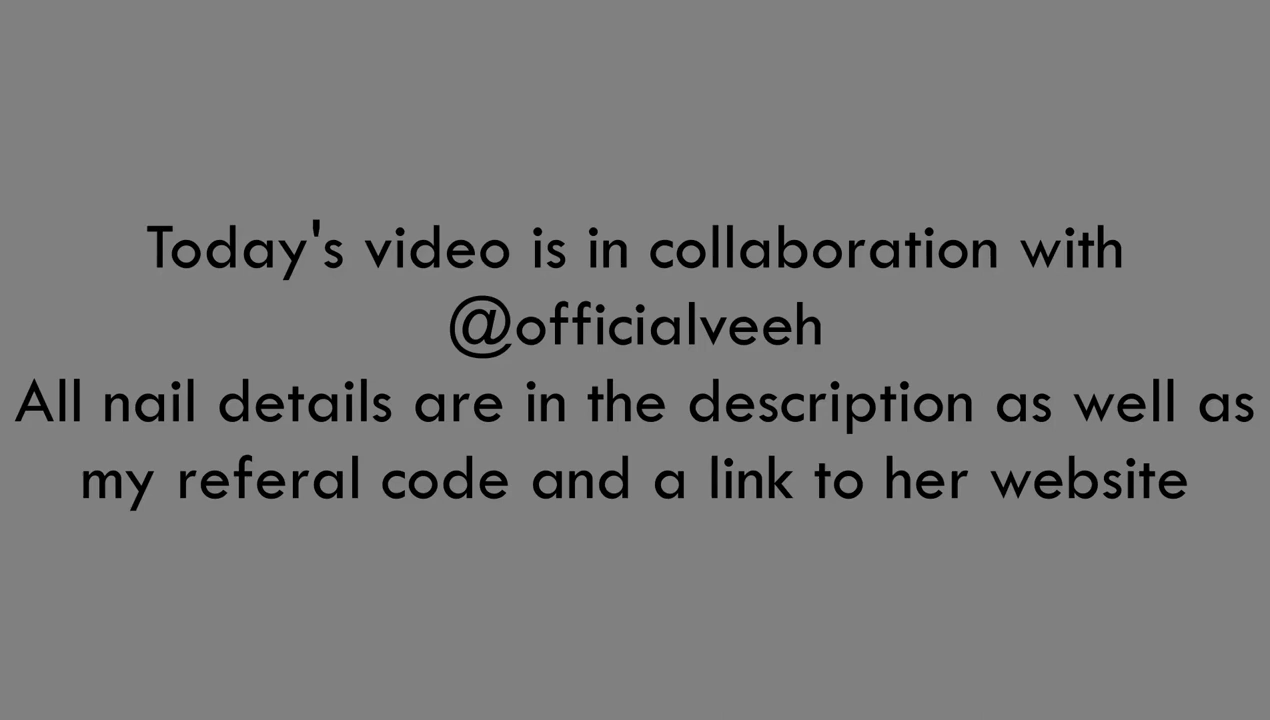 Today's video is in collaboration with
@officialveeh
All nail details are in the description as well as
my referal code and a link to her website